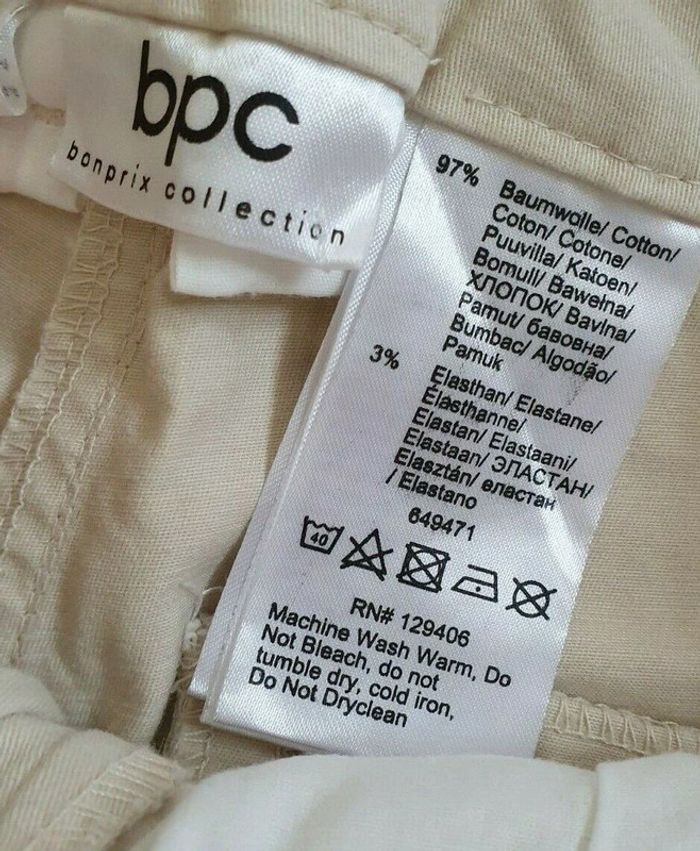 bpc
bonprix collection
97% Baumwolle/ Cotton/
Coton/ Cotone/
Puuvilla/ Katoen/
Bomull/ Bawełna/
ХЛОПОК/ Bavlna/
Pamut/ бавовна/
Bumbac/ Algodão/
Pamuk
3% Elasthan/ Elastane/
Élasthanne/
Elastan/ Elastaani/
Elastaan/ ЭЛАСТАН/
Elasztán/ еластан
/ Elastano
649471
40
RN# 129406
Machine Wash Warm, Do
Not Bleach, do not
tumble dry, cold iron,
Do Not Dryclean